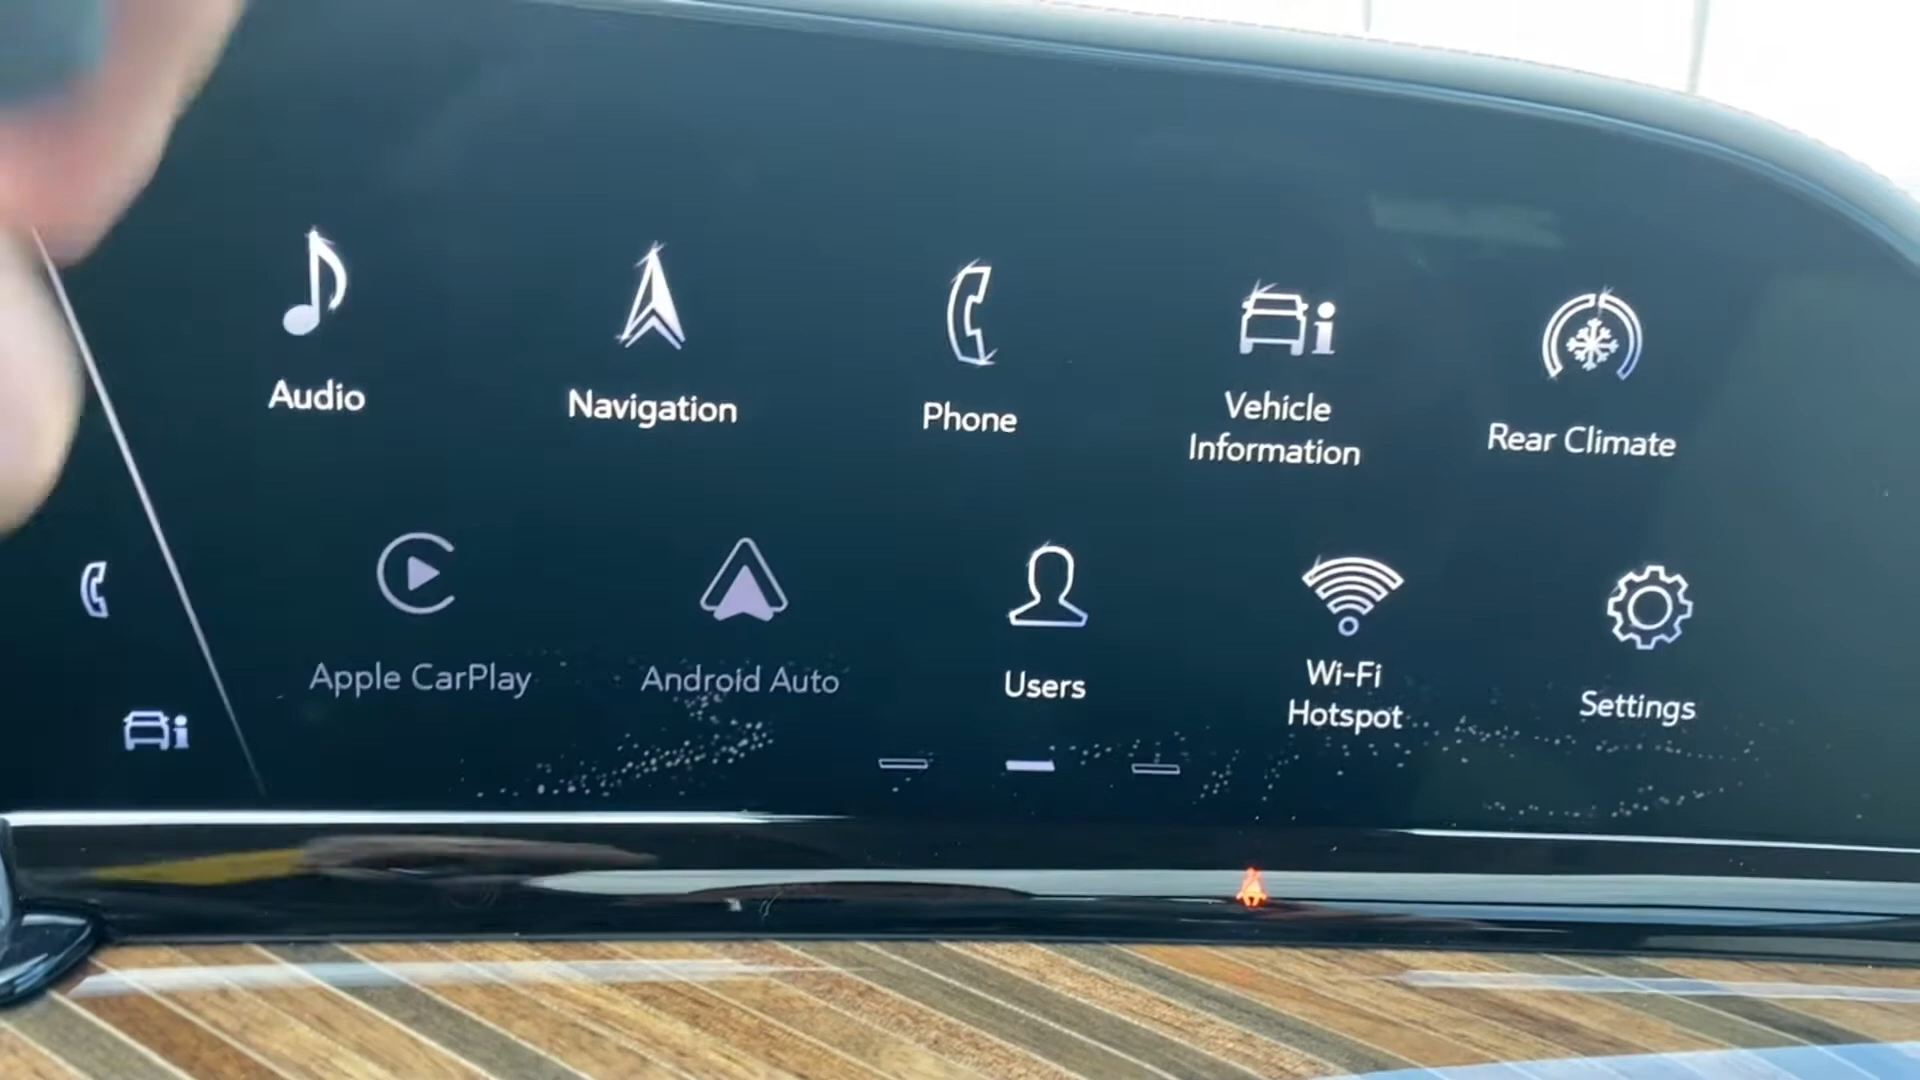 Audio
Navigation
Phone
Vehicle
Information
Rear Climate
Apple CarPlay
Android Auto
Users
Wi-Fi
Hotspot
Settings